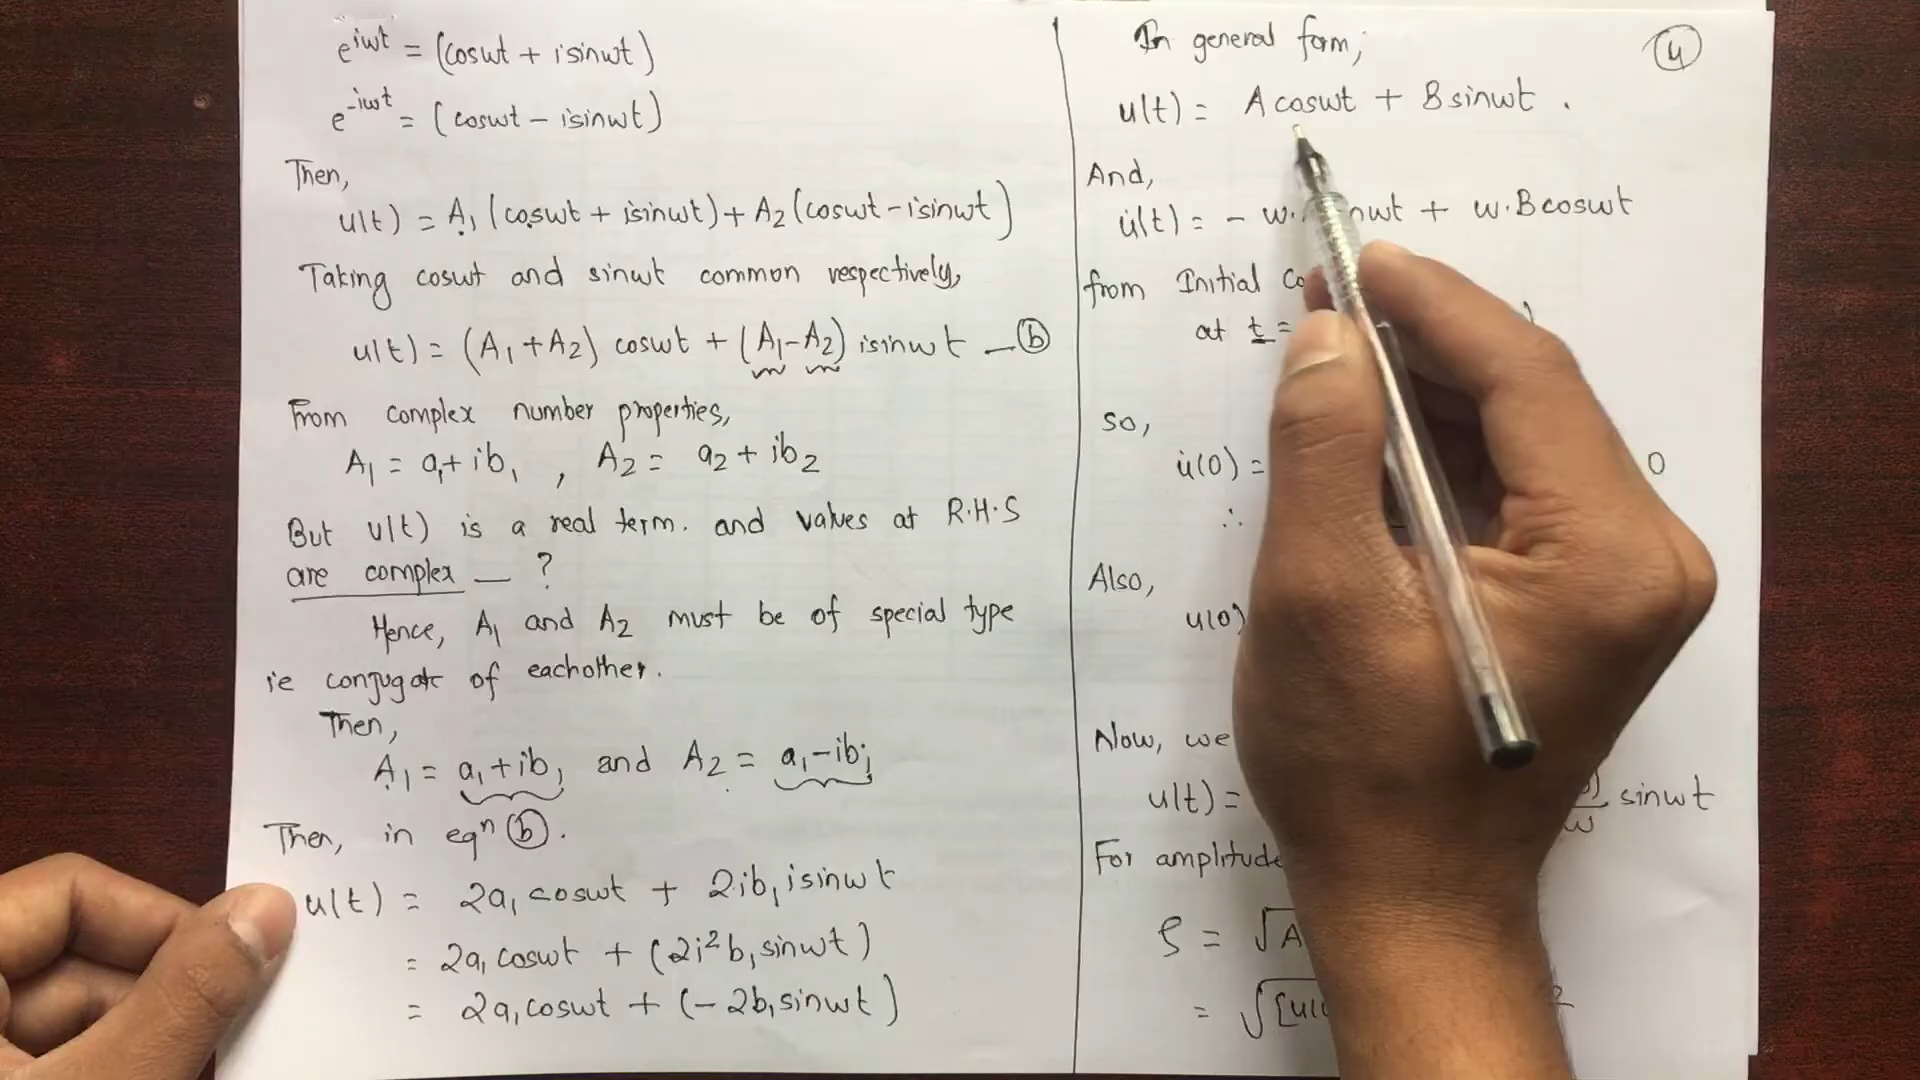 e^iwt = (coswt + isinwt)
e^-iwt = (coswt – isinwt)
Then,
u(t) = A₁ (coswt + isinwt) + A₂ (coswt – isinwt)
Taking coswt and sinwt common respectively,
u(t) = (A₁ + A₂) coswt + (A₁ – A₂) isinwt — (b)
From complex number properties,
A₁ = a₁ + ib₁ , A₂ = a₂ + ib₂
But u(t) is a real term. and values at R.H.S
are complex — ?
Hence, A₁ and A₂ must be of special type
ie conjugate of eachother.
Then,
A₁ = a₁ + ib₁ and A₂ = a₁ – ib₁
Then, in eqⁿ (b).
u(t) = 2a₁ coswt + 2ib₁ isinwt
= 2a₁ coswt + (2i² b₁ sinwt)
= 2a₁ coswt + (– 2b₁ sinwt)
In general form,
(4)
u(t) = A coswt + B sinwt .
And,
u̇(t) = – w. nwt + w.B coswt
from Initial
at t =
so,
u̇(0) = 0
∴
Also,
u(0)
Now, we
u(t) = sinwt
w
For amplitude
ρ = √A
= √[u(